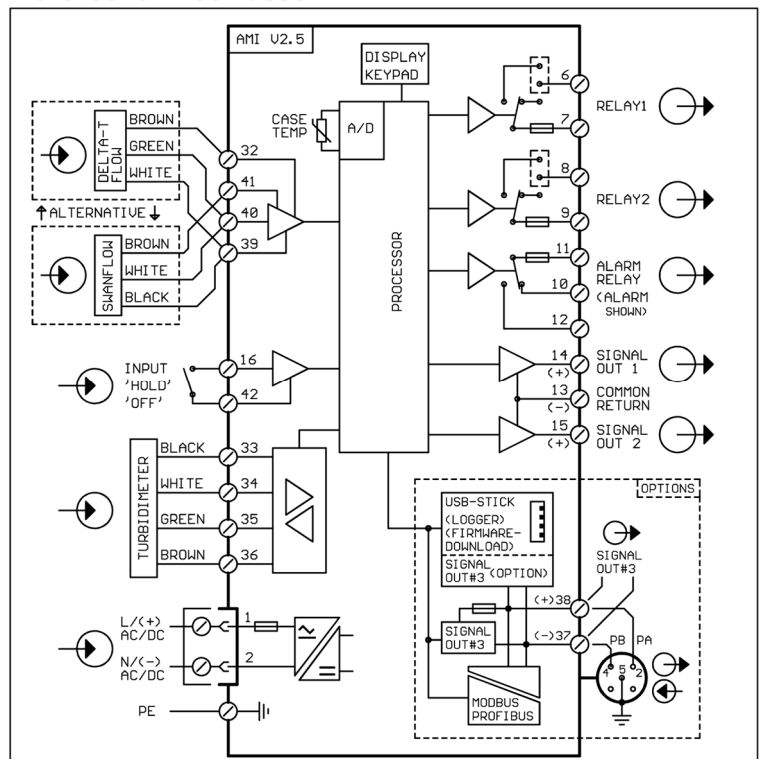 AMI V2.5
DISPLAY
KEYPAD
CASE
TEMP
A/D
PROCESSOR
DELTA-T
FLOW
BROWN
GREEN
WHITE
↑ALTERNATIVE↓
SWANFLOW
BROWN
WHITE
BLACK
32
41
40
39
INPUT
'HOLD'
'OFF'
16
42
TURBIDIMETER
BLACK
WHITE
GREEN
BROWN
33
34
35
36
L/(+)
AC/DC
N/(-)
AC/DC
1
2
PE
6
7
RELAY1
8
9
RELAY2
11
10
12
ALARM
RELAY
(ALARM
SHOWN)
14
(+)
SIGNAL
OUT 1
13
(-)
COMMON
RETURN
15
(+)
SIGNAL
OUT 2
OPTIONS
USB-STICK
(LOGGER)
(FIRMWARE-
DOWNLOAD)
SIGNAL
OUT#3 (OPTION)
SIGNAL
OUT#3
(+)38
(-)37
SIGNAL
OUT#3
MODBUS
PROFIBUS
PB PA
4 5 2